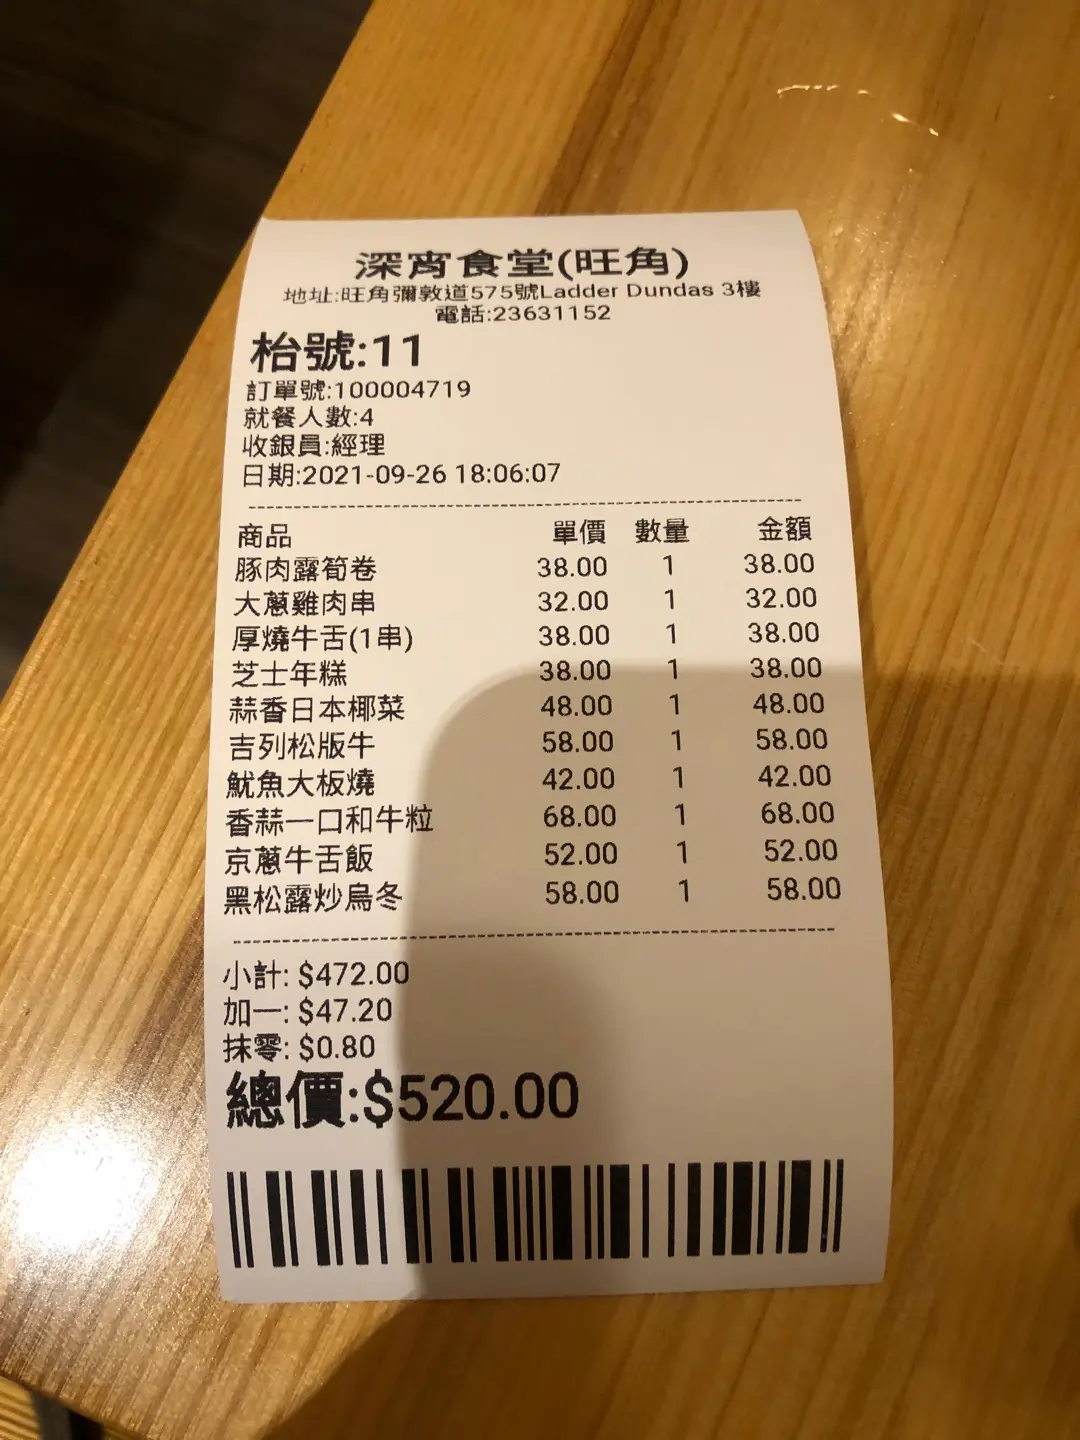 深宵食堂(旺角)
地址:旺角彌敦道575號Ladder Dundas 3樓
電話:23631152
枱號:11
訂單號:100004719
就餐人數:4
收銀員:經理
日期:2021-09-26 18:06:07
商品 單價 數量 金額
豚肉露筍卷 38.00 1 38.00
大蔥雞肉串 32.00 1 32.00
厚燒牛舌(1串) 38.00 1 38.00
芝士年糕 38.00 1 38.00
蒜香日本椰菜 48.00 1 48.00
吉列松版牛 58.00 1 58.00
魷魚大板燒 42.00 1 42.00
香蒜一口和牛粒 68.00 1 68.00
京蔥牛舌飯 52.00 1 52.00
黑松露炒烏冬 58.00 1 58.00
小計: $472.00
加一: $47.20
抹零: $0.80
總價:$520.00